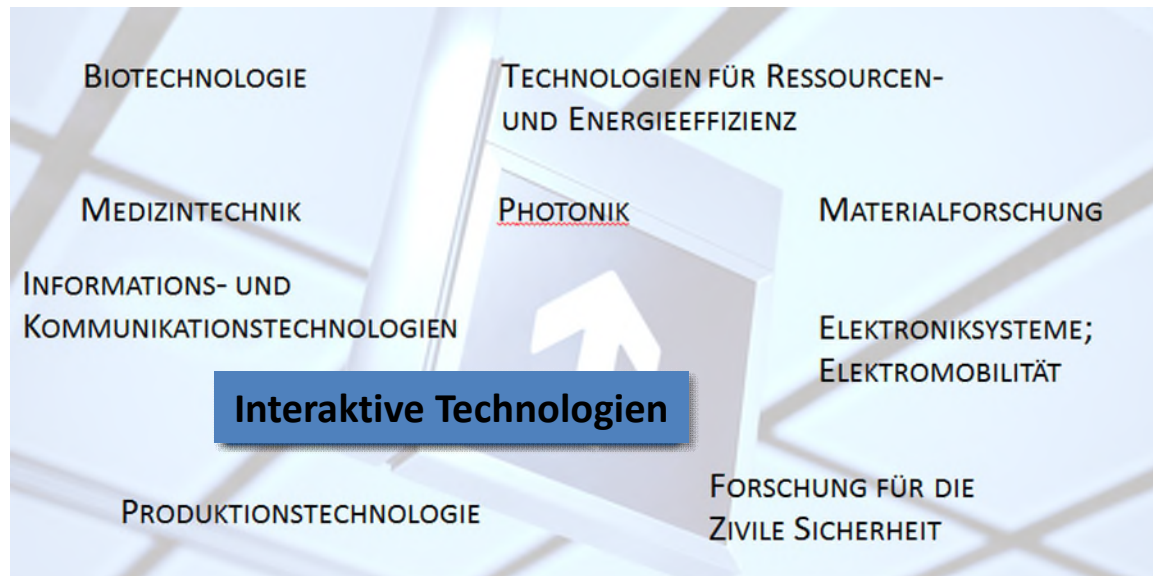 BIOTECHNOLOGIE
TECHNOLOGIEN FÜR RESSOURCEN-
UND ENERGIEEFFIZIENZ
MEDIZINTECHNIK
PHOTONIK
MATERIALFORSCHUNG
INFORMATIONS- UND
KOMMUNIKATIONSTECHNOLOGIEN
ELEKTRONIKSYSTEME;
ELEKTROMOBILITÄT
Interaktive Technologien
PRODUKTIONSTECHNOLOGIE
FORSCHUNG FÜR DIE
ZIVILE SICHERHEIT